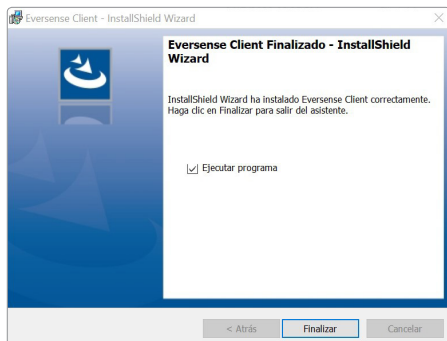 Eversense Client - InstallShield Wizard
Eversense Client Finalizado - InstallShield
Wizard
InstallShield Wizard ha instalado Eversense Client correctamente.
Haga clic en Finalizar para salir del asistente.
Ejecutar programa
< Atrás
Finalizar
Cancelar